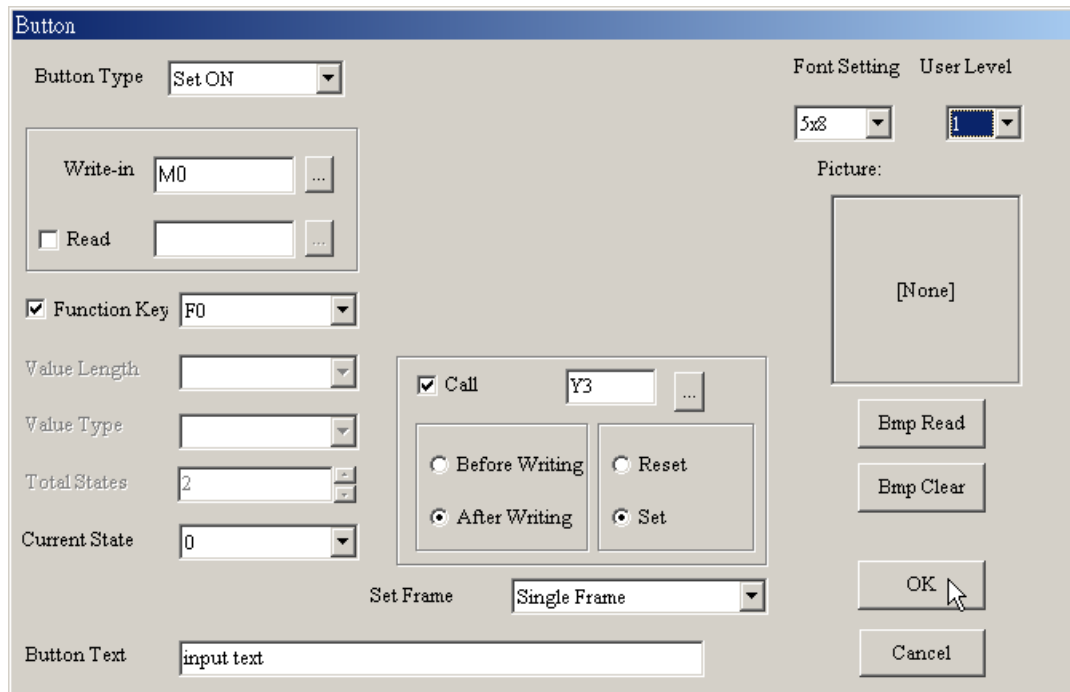 Button
Button Type Set ON
Font Setting User Level
5x8 1
Write-in M0 ...
Picture:
Read ...
[None]
Function Key F0
Value Length
Call Y3 ...
Value Type
Bmp Read
Before Writing Reset
Total States 2
Bmp Clear
After Writing Set
Current State 0
OK
Set Frame Single Frame
Button Text input text
Cancel